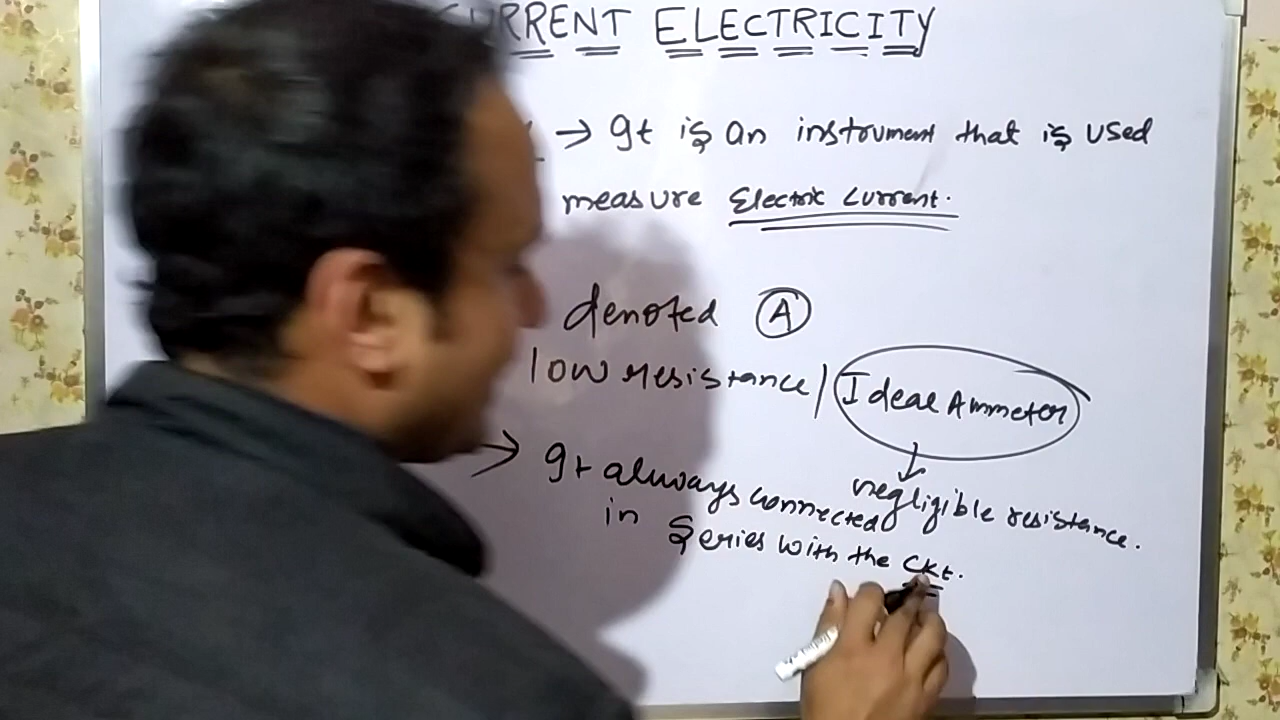 CURRENT ELECTRICITY
→ It is an instroument that is used
measure Electric Current.
denoted A
low resistance / Ideal Ammeter
negligible resistance.
→ It always connected
in Series with the CKt.